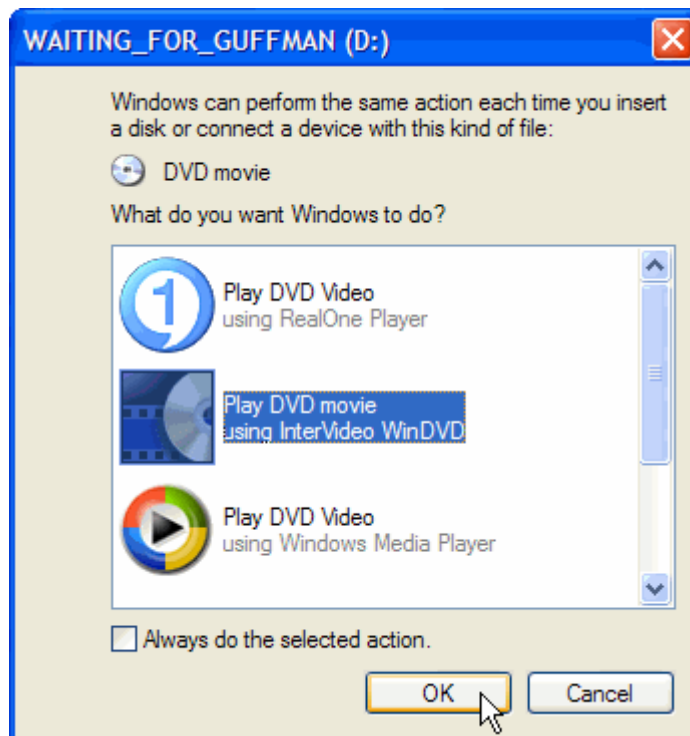 WAITING_FOR_GUFFMAN (D:)
Windows can perform the same action each time you insert
a disk or connect a device with this kind of file:
DVD movie
What do you want Windows to do?
1
Play DVD Video
using RealOne Player
Play DVD movie
using InterVideo WinDVD
Play DVD Video
using Windows Media Player
Always do the selected action.
OK
Cancel